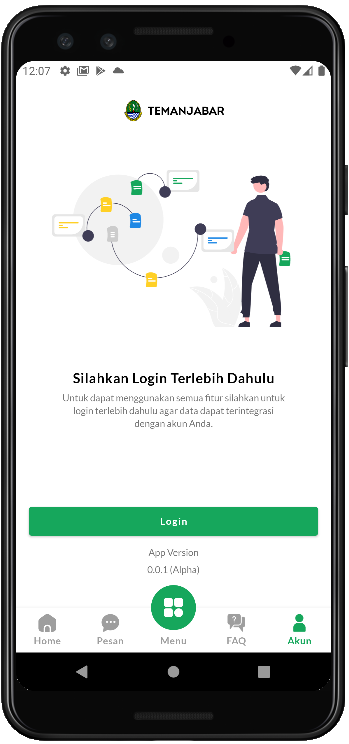 12:07
TEMANJABAR
Silahkan Login Terlebih Dahulu
Untuk dapat menggunakan semua fitur silahkan untuk
login terlebih dahulu agar data dapat terintegrasi
dengan akun Anda.
Login
App Version
0.0.1 (Alpha)
Home
Pesan
Menu
FAQ
Akun